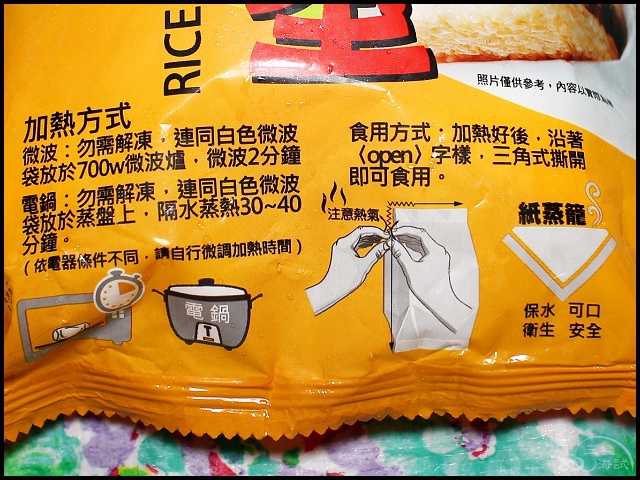 RICE
堡
照片僅供參考，內容以實際為準
加熱方式
微波：勿需解凍，連同白色微波
袋放於700w微波爐，微波2分鐘
電鍋：勿需解凍，連同白色微波
袋放於蒸盤上，隔水蒸熱30~40
分鐘。
(依電器條件不同，請自行微調加熱時間)
電鍋
食用方式：加熱好後，沿著
〈open〉字樣，三角式撕開
即可食用。
注意熱氣
紙蒸籠
保水 可口
衛生 安全